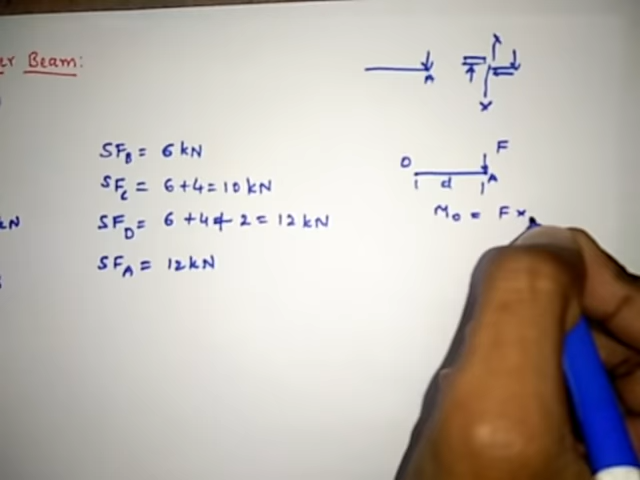 Beam:
SF_B = 6 kN
SF_C = 6+4 = 10 kN
SF_D = 6+4+2 = 12 kN
SF_A = 12 kN
A
X
X
F
O
A
d
M_O = F ×
kN